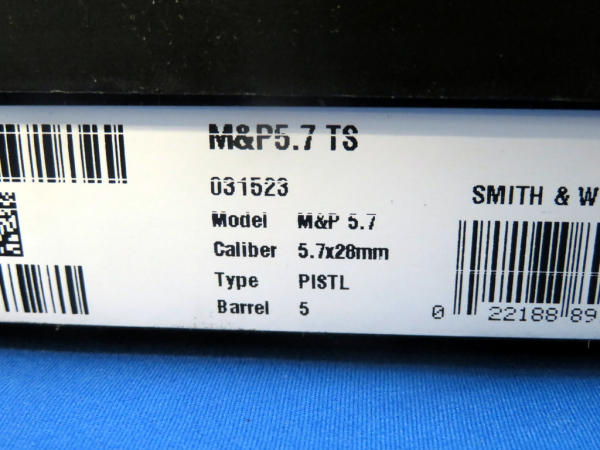 M&P5.7 TS
031523
SMITH & W
Model M&P 5.7
Caliber 5.7x28mm
Type PISTL
Barrel 5
0 22188 89